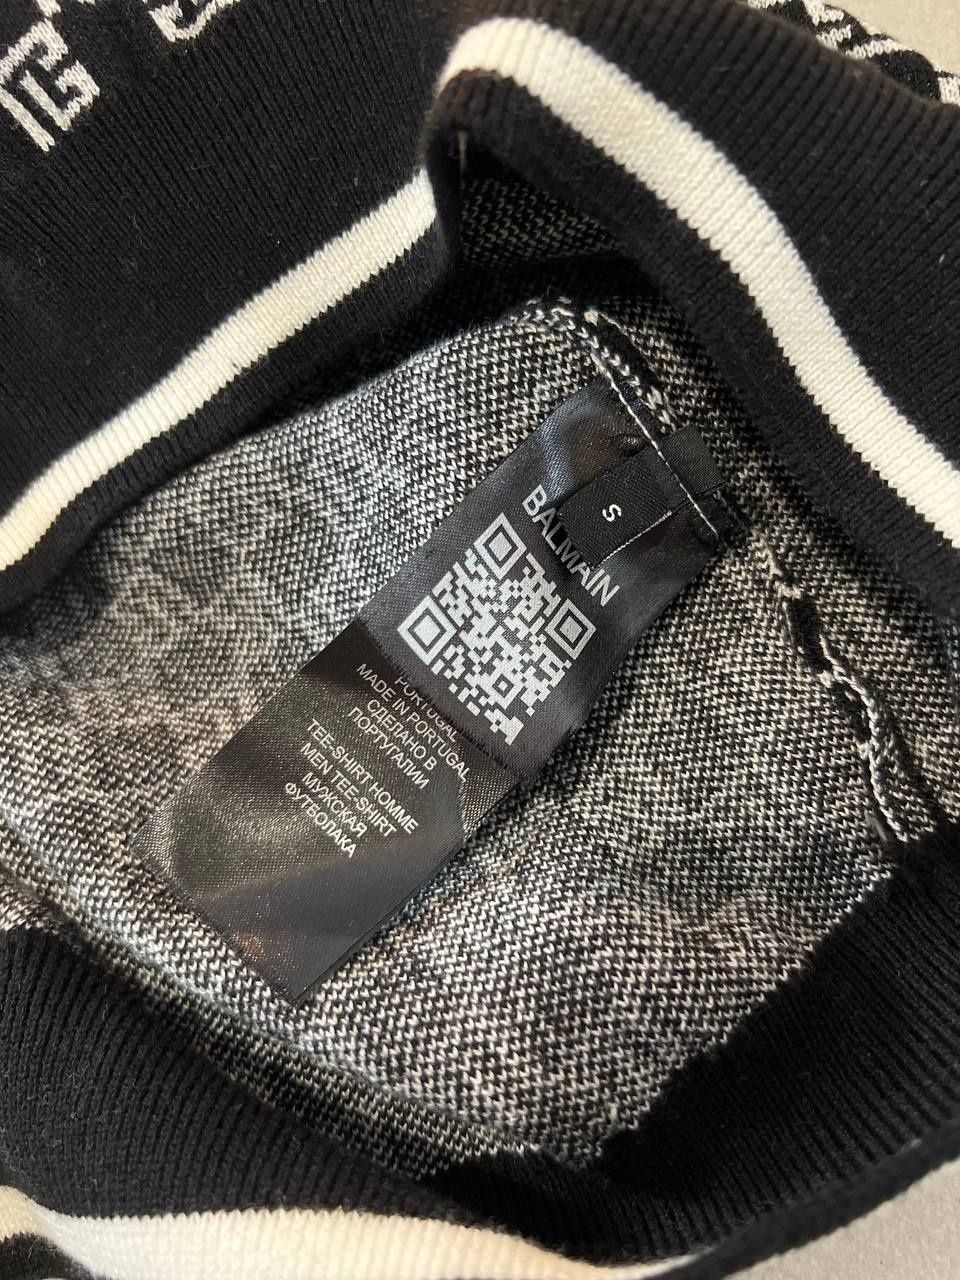 S
BALMAIN
PORTUGAL
MADE IN PORTUGAL
СДЕЛАНО В
ПОРТУГАЛИИ
TEE-SHIRT HOMME
MEN TEE-SHIRT
МУЖСКАЯ
ФУТБОЛКА